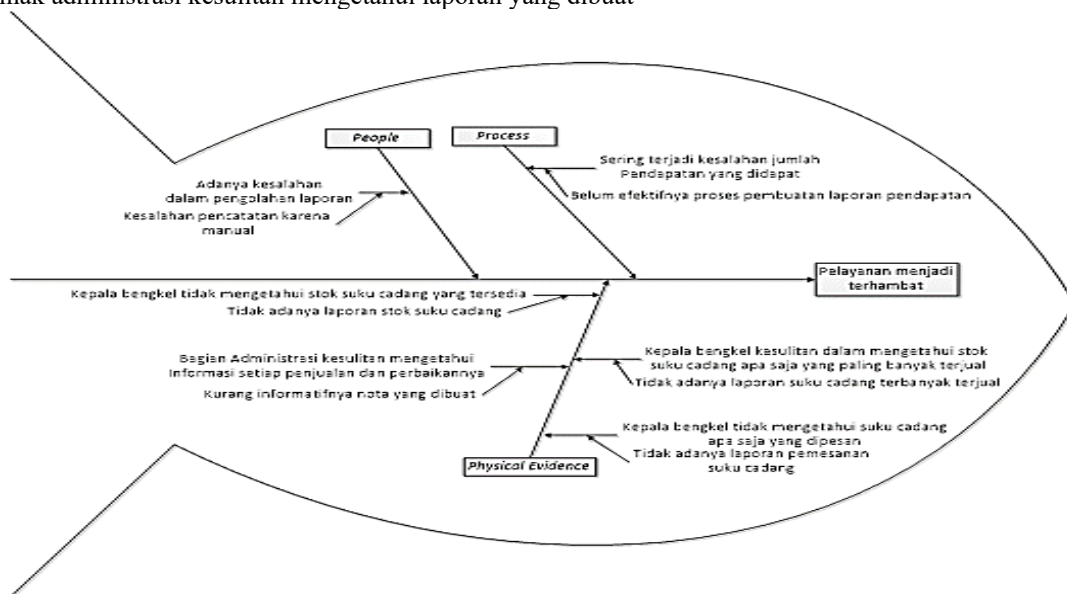 administrasi kesulitan mengetahui laporan yang dibuat
People
Process
Adanya kesalahan
dalam pengolahan laporan
Kesalahan pencatatan karena
manual
Sering terjadi kesalahan jumlah
Pendapatan yang didapat
Belum efektifnya proses pembuatan laporan pendapatan
Pelayanan menjadi
terhambat
Kepala bengkel tidak mengetahui stok suku cadang yang tersedia
Tidak adanya laporan stok suku cadang
Bagian Administrasi kesulitan mengetahui
Informasi setiap penjualan dan perbaikannya
Kurang informatifnya nota yang dibuat
Kepala bengkel kesulitan dalam mengetahui stok
suku cadang apa saja yang paling banyak terjual
Tidak adanya laporan suku cadang terbanyak terjual
Kepala bengkel tidak mengetahui suku cadang
apa saja yang dipesan
Tidak adanya laporan pemesanan
suku cadang
Physical Evidence